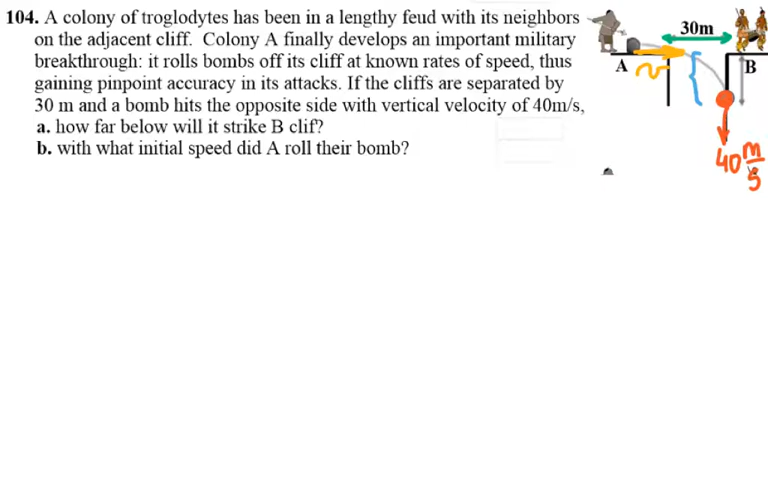 104. A colony of troglodytes has been in a lengthy feud with its neighbors
on the adjacent cliff. Colony A finally develops an important military
breakthrough: it rolls bombs off its cliff at known rates of speed, thus
gaining pinpoint accuracy in its attacks. If the cliffs are separated by
30 m and a bomb hits the opposite side with vertical velocity of 40m/s,
a. how far below will it strike B clif?
b. with what initial speed did A roll their bomb?
30m
A
B
40 m/s